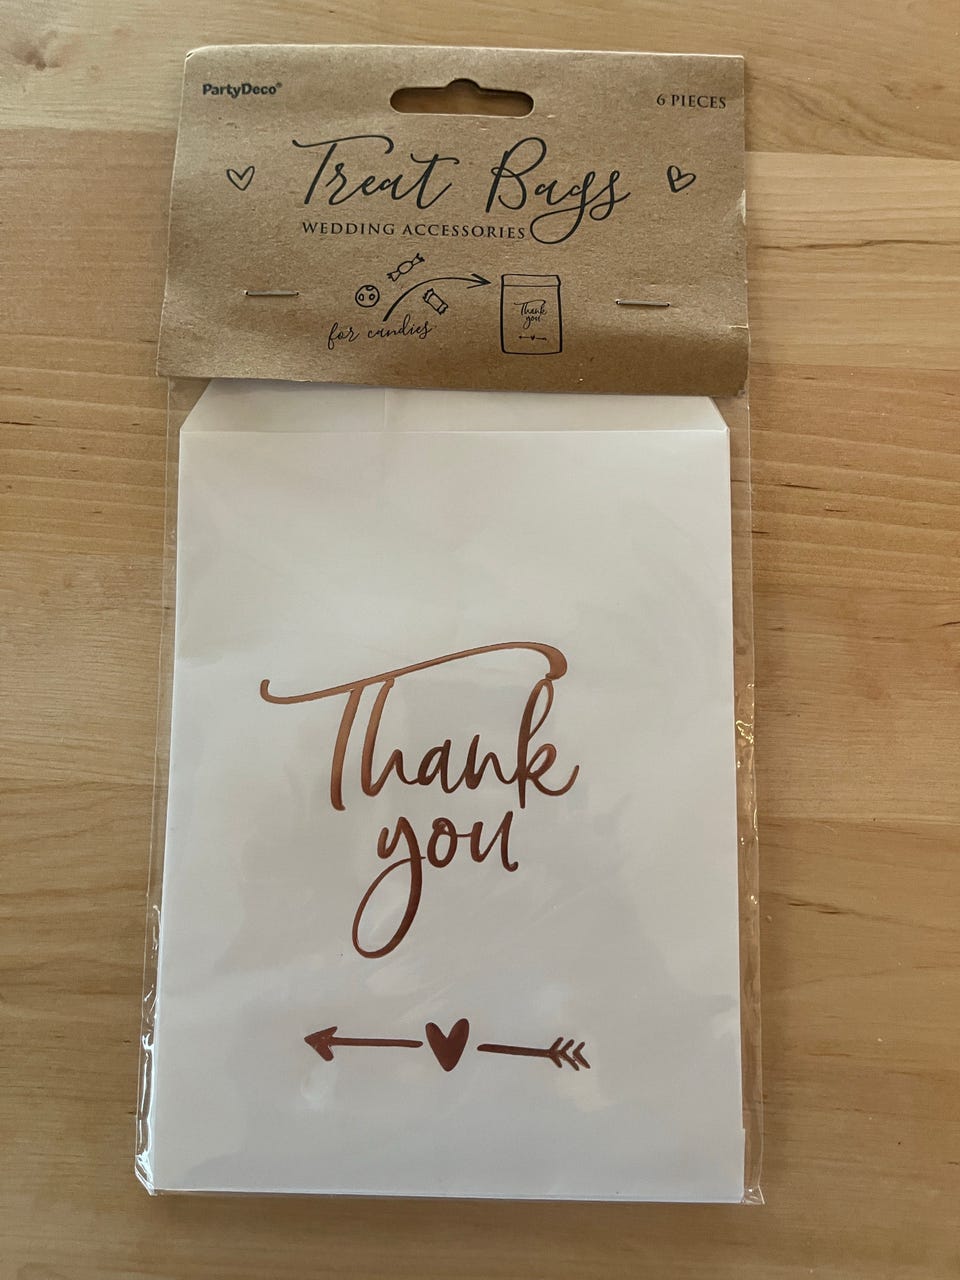 PartyDeco®
6 PIECES
Treat Bags
WEDDING ACCESSORIES
for candies
Thank
you
Thank
you